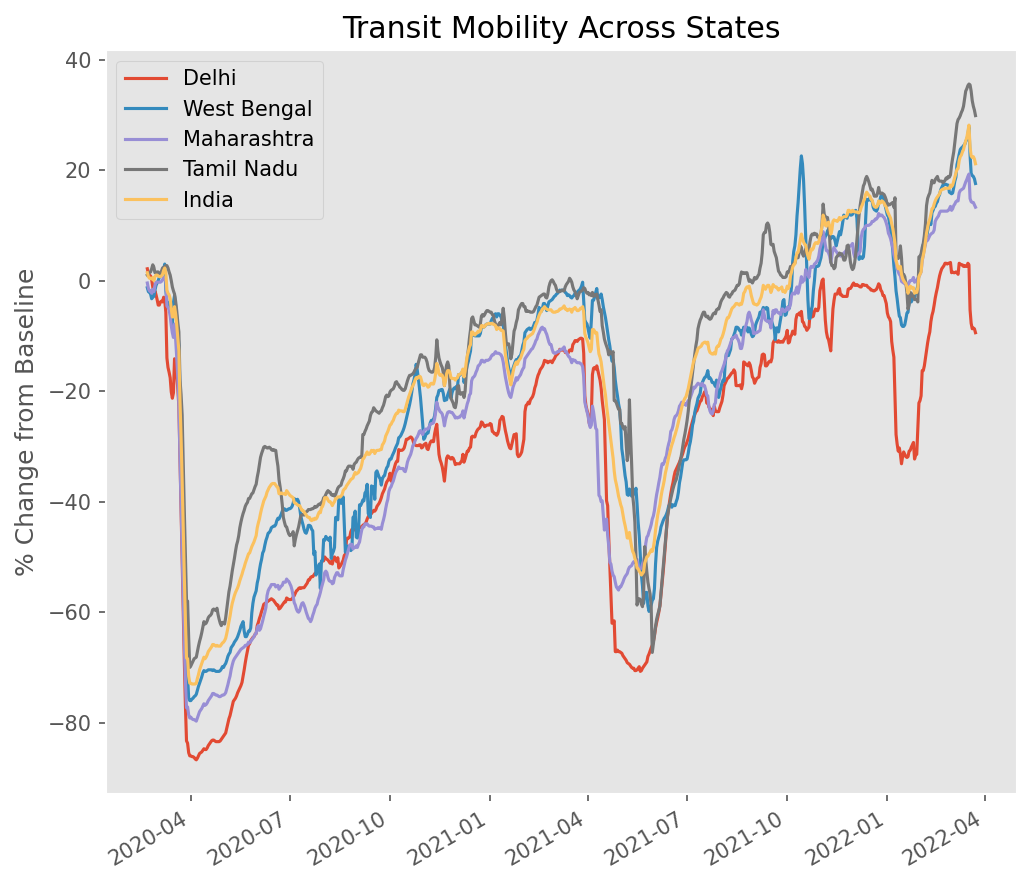 Transit Mobility Across States
% Change from Baseline
40
20
0
−20
−40
−60
−80
Delhi
West Bengal
Maharashtra
Tamil Nadu
India
2020-04
2020-07
2020-10
2021-01
2021-04
2021-07
2021-10
2022-01
2022-04